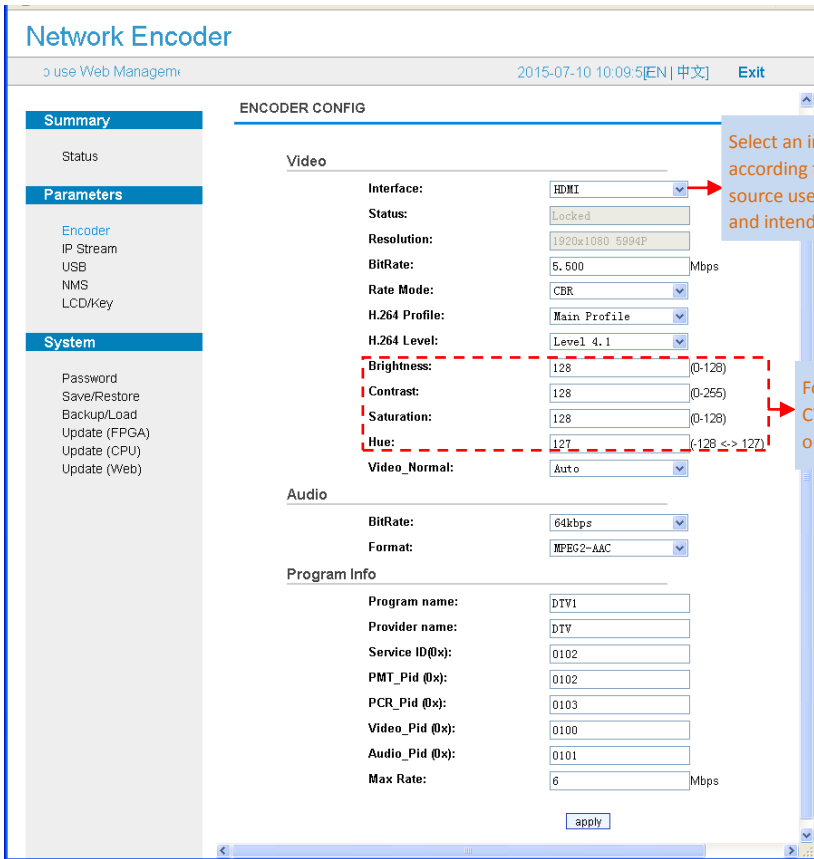 Network Encoder
use Web Managem
2015-07-10 10:09:5[EN | 中文] Exit
Summary
Status
Parameters
Encoder
IP Stream
USB
NMS
LCD/Key
System
Password
Save/Restore
Backup/Load
Update (FPGA)
Update (CPU)
Update (Web)
ENCODER CONFIG
Video
Interface: HDMI
Status: Locked
Resolution: 1920x1080 5994P
BitRate: 5.500 Mbps
Rate Mode: CBR
H.264 Profile: Main Profile
H.264 Level: Level 4.1
Brightness: 128 (0-128)
Contrast: 128 (0-255)
Saturation: 128 (0-128)
Hue: 127 (-128 <-> 127)
Video_Normal: Auto
Audio
BitRate: 64kbps
Format: MPEG2-AAC
Program Info
Program name: DTV1
Provider name: DTV
Service ID(0x): 0102
PMT_Pid (0x): 0102
PCR_Pid (0x): 0103
Video_Pid (0x): 0100
Audio_Pid (0x): 0101
Max Rate: 6 Mbps
apply
Select an i
according
source use
and intend